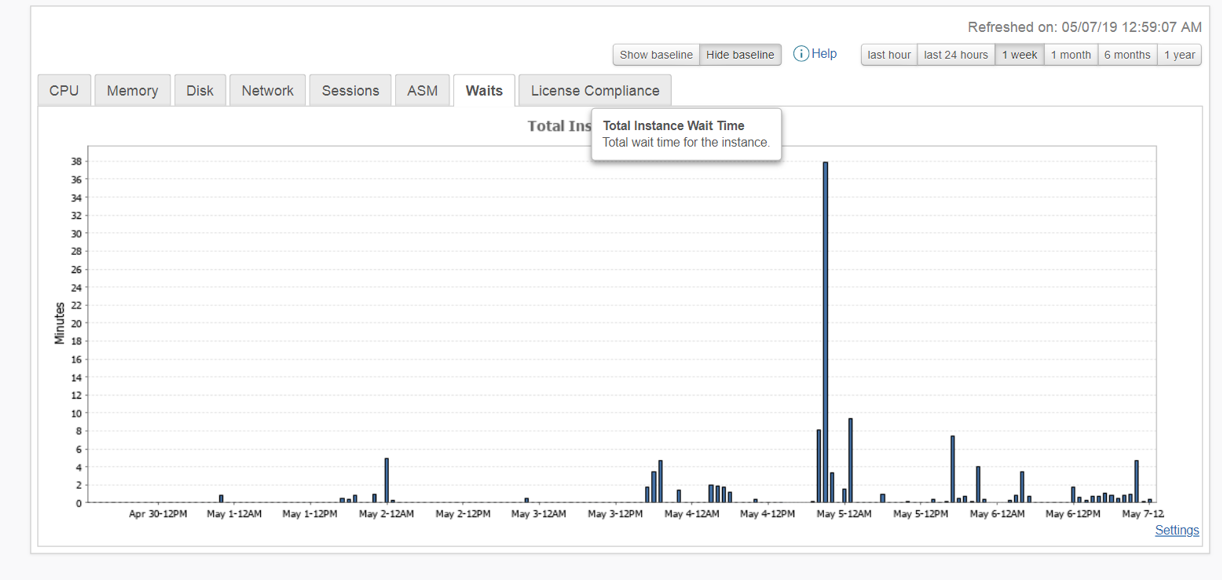 Refreshed on: 05/07/19 12:59:07 AM
Show baseline Hide baseline i Help last hour last 24 hours 1 week 1 month 6 months 1 year
CPU Memory Disk Network Sessions ASM Waits License Compliance
Total Ins
Total Instance Wait Time
Total wait time for the instance.
38
36
34
32
30
28
26
24
22
20
18
16
14
12
10
8
6
4
2
0
Minutes
Apr 30-12PM May 1-12AM May 1-12PM May 2-12AM May 2-12PM May 3-12AM May 3-12PM May 4-12AM May 4-12PM May 5-12AM May 5-12PM May 6-12AM May 6-12PM May 7-12
Settings